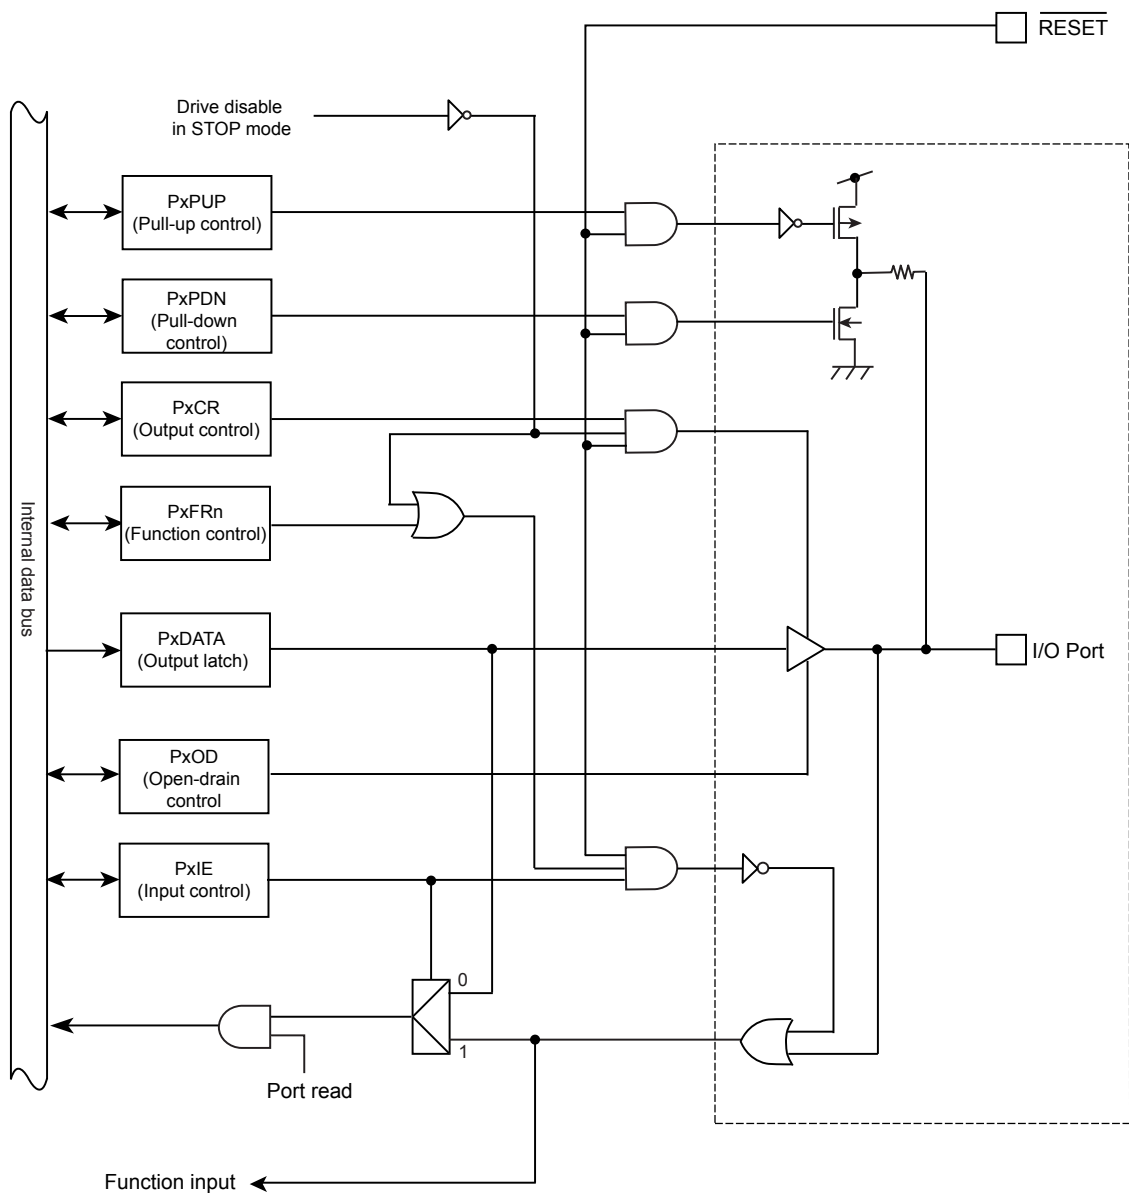 RESET
Drive disable
in STOP mode
PxPUP
(Pull-up control)
PxPDN
(Pull-down
control)
PxCR
(Output control)
PxFRn
(Function control)
Internal data bus
PxDATA
(Output latch)
I/O Port
PxOD
(Open-drain
control
PxIE
(Input control)
0
1
Port read
Function input